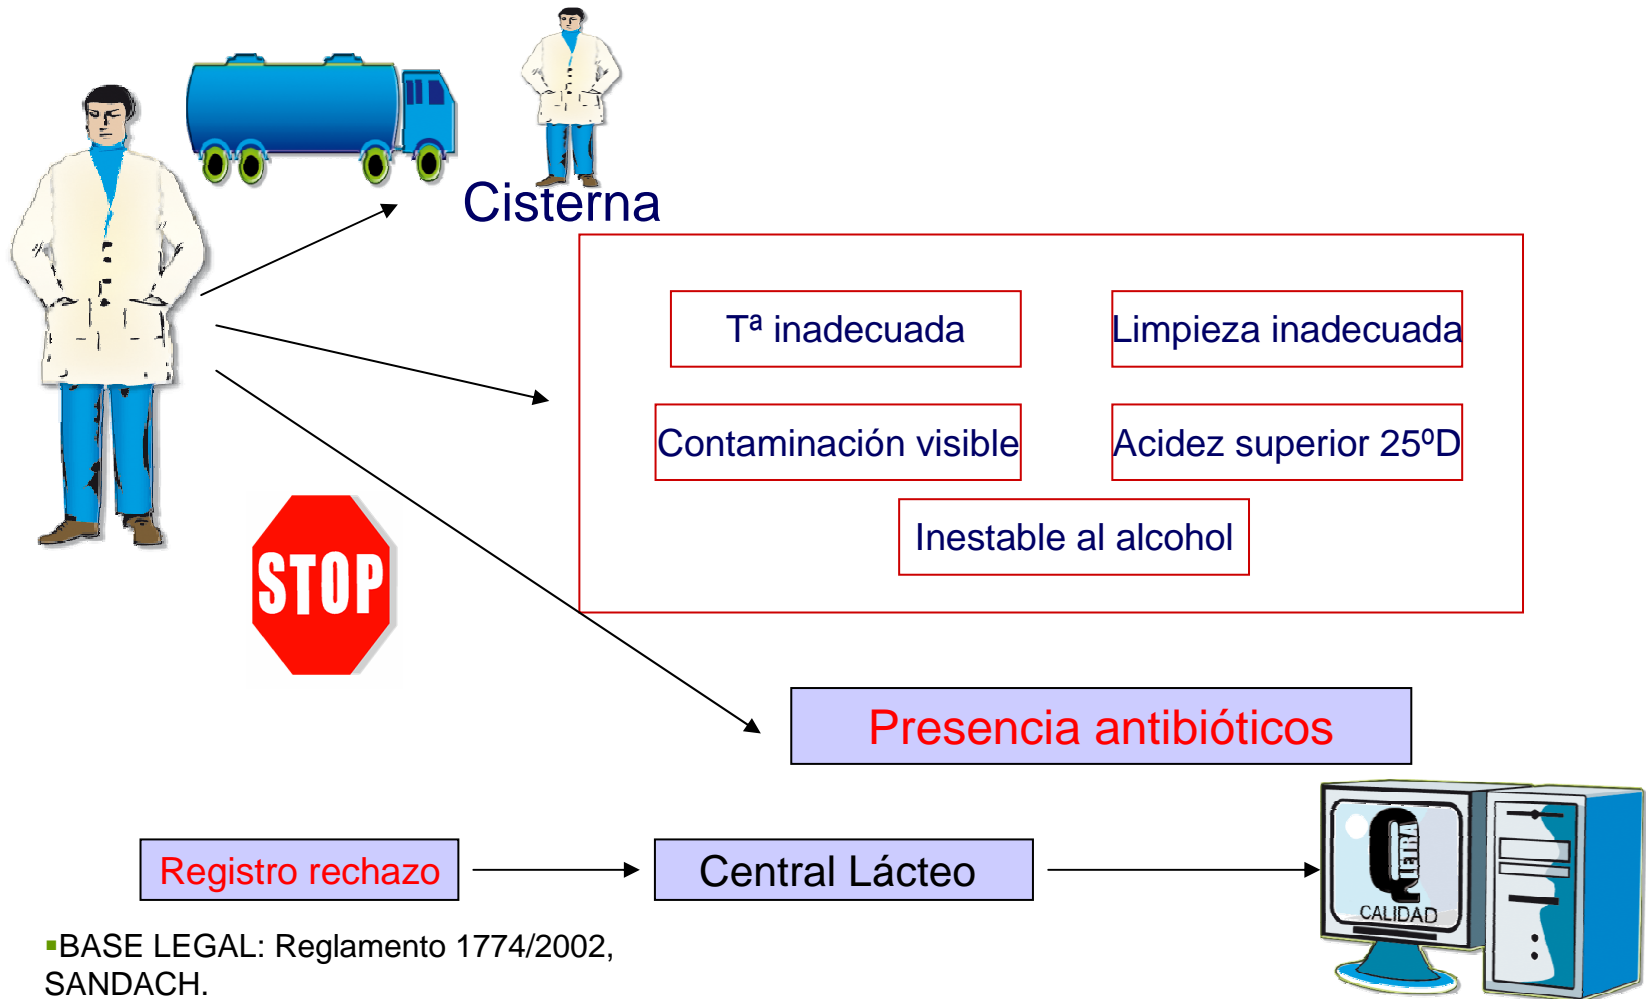 Cisterna
Tª inadecuada
Limpieza inadecuada
Contaminación visible
Acidez superior 25ºD
Inestable al alcohol
STOP
Presencia antibióticos
Registro rechazo
Central Lácteo
Q LETRA
CALIDAD
▪BASE LEGAL: Reglamento 1774/2002,
SANDACH.